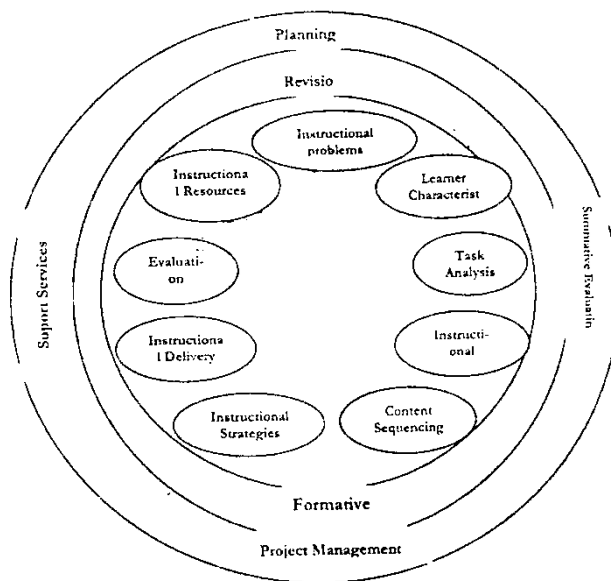 Planning
Revisio
Instructional
problems
Instructiona
l Resources
Learner
Characterist
Evaluati-
on
Task
Analysis
Suport Services
Summative Evaluatin
Instructiona
l Delivery
Instructi-
onal
Instructional
Strategies
Content
Sequencing
Formative
Project Management